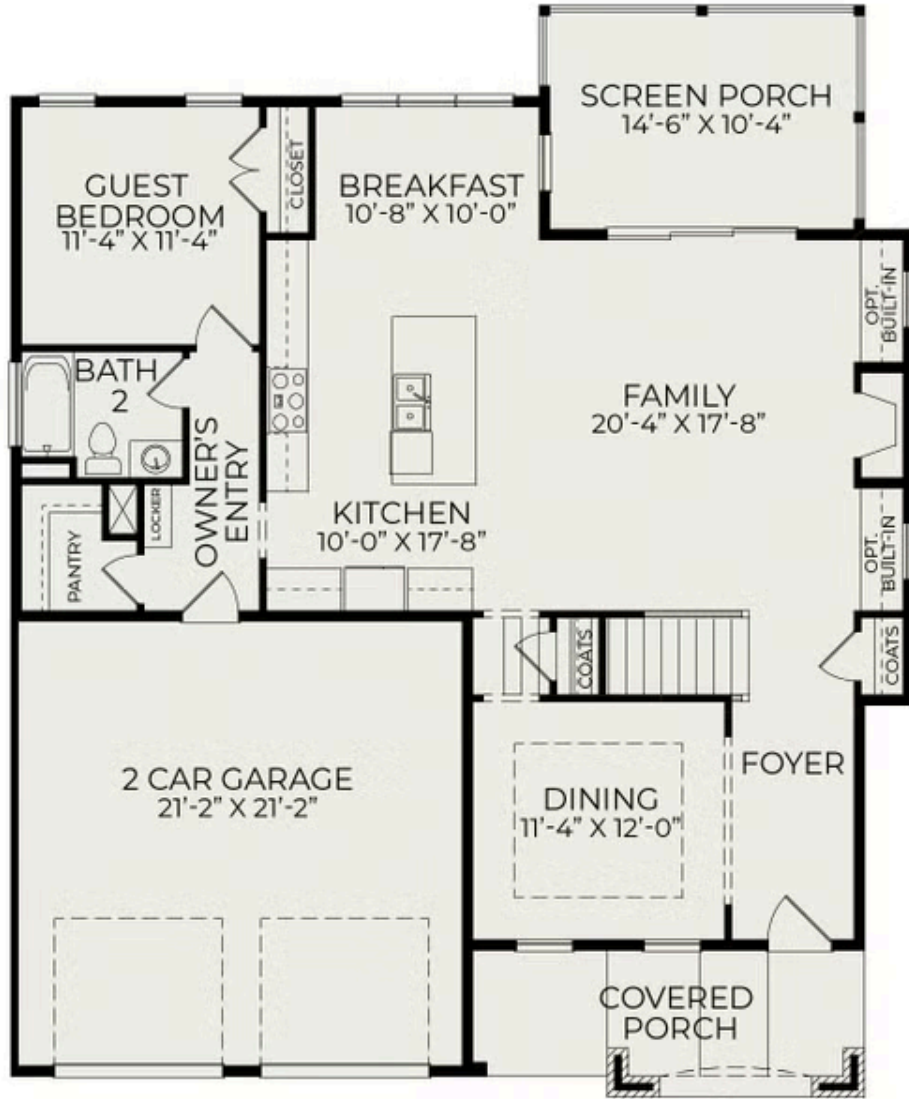 SCREEN PORCH
14'-6" X 10'-4"
GUEST
BEDROOM
11'-4" X 11'-4"
CLOSET
BREAKFAST
10'-8" X 10'-0"
OPT.
BUILT-IN
BATH
2
FAMILY
20'-4" X 17'-8"
OWNER'S
ENTRY
LOCKER
PANTRY
KITCHEN
10'-0" X 17'-8"
OPT.
BUILT-IN
COATS
COATS
2 CAR GARAGE
21'-2" X 21'-2"
DINING
11'-4" X 12'-0"
FOYER
COVERED
PORCH